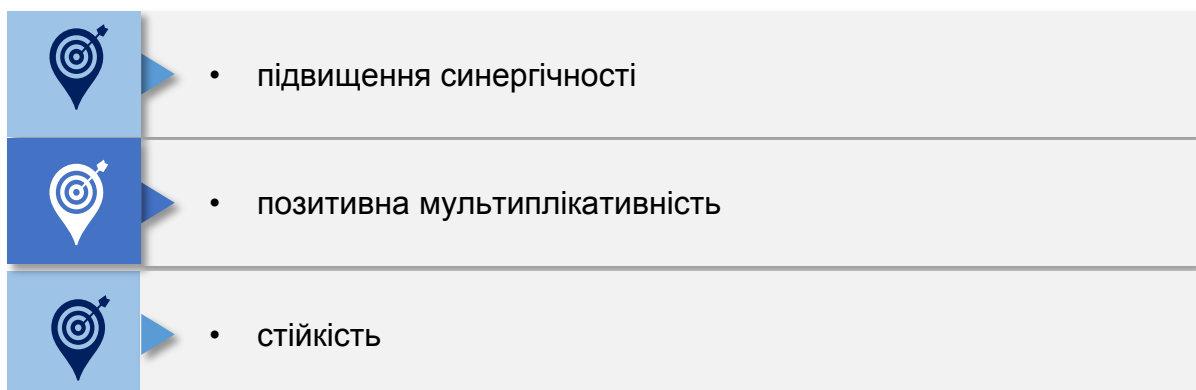 • підвищення синергічності
• позитивна мультиплікативність
• стійкість